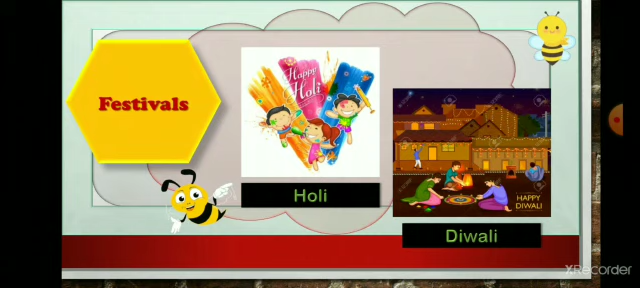 Festivals
Happy
Holi
Holi
HAPPY
DIWALI
Diwali
XRecorder